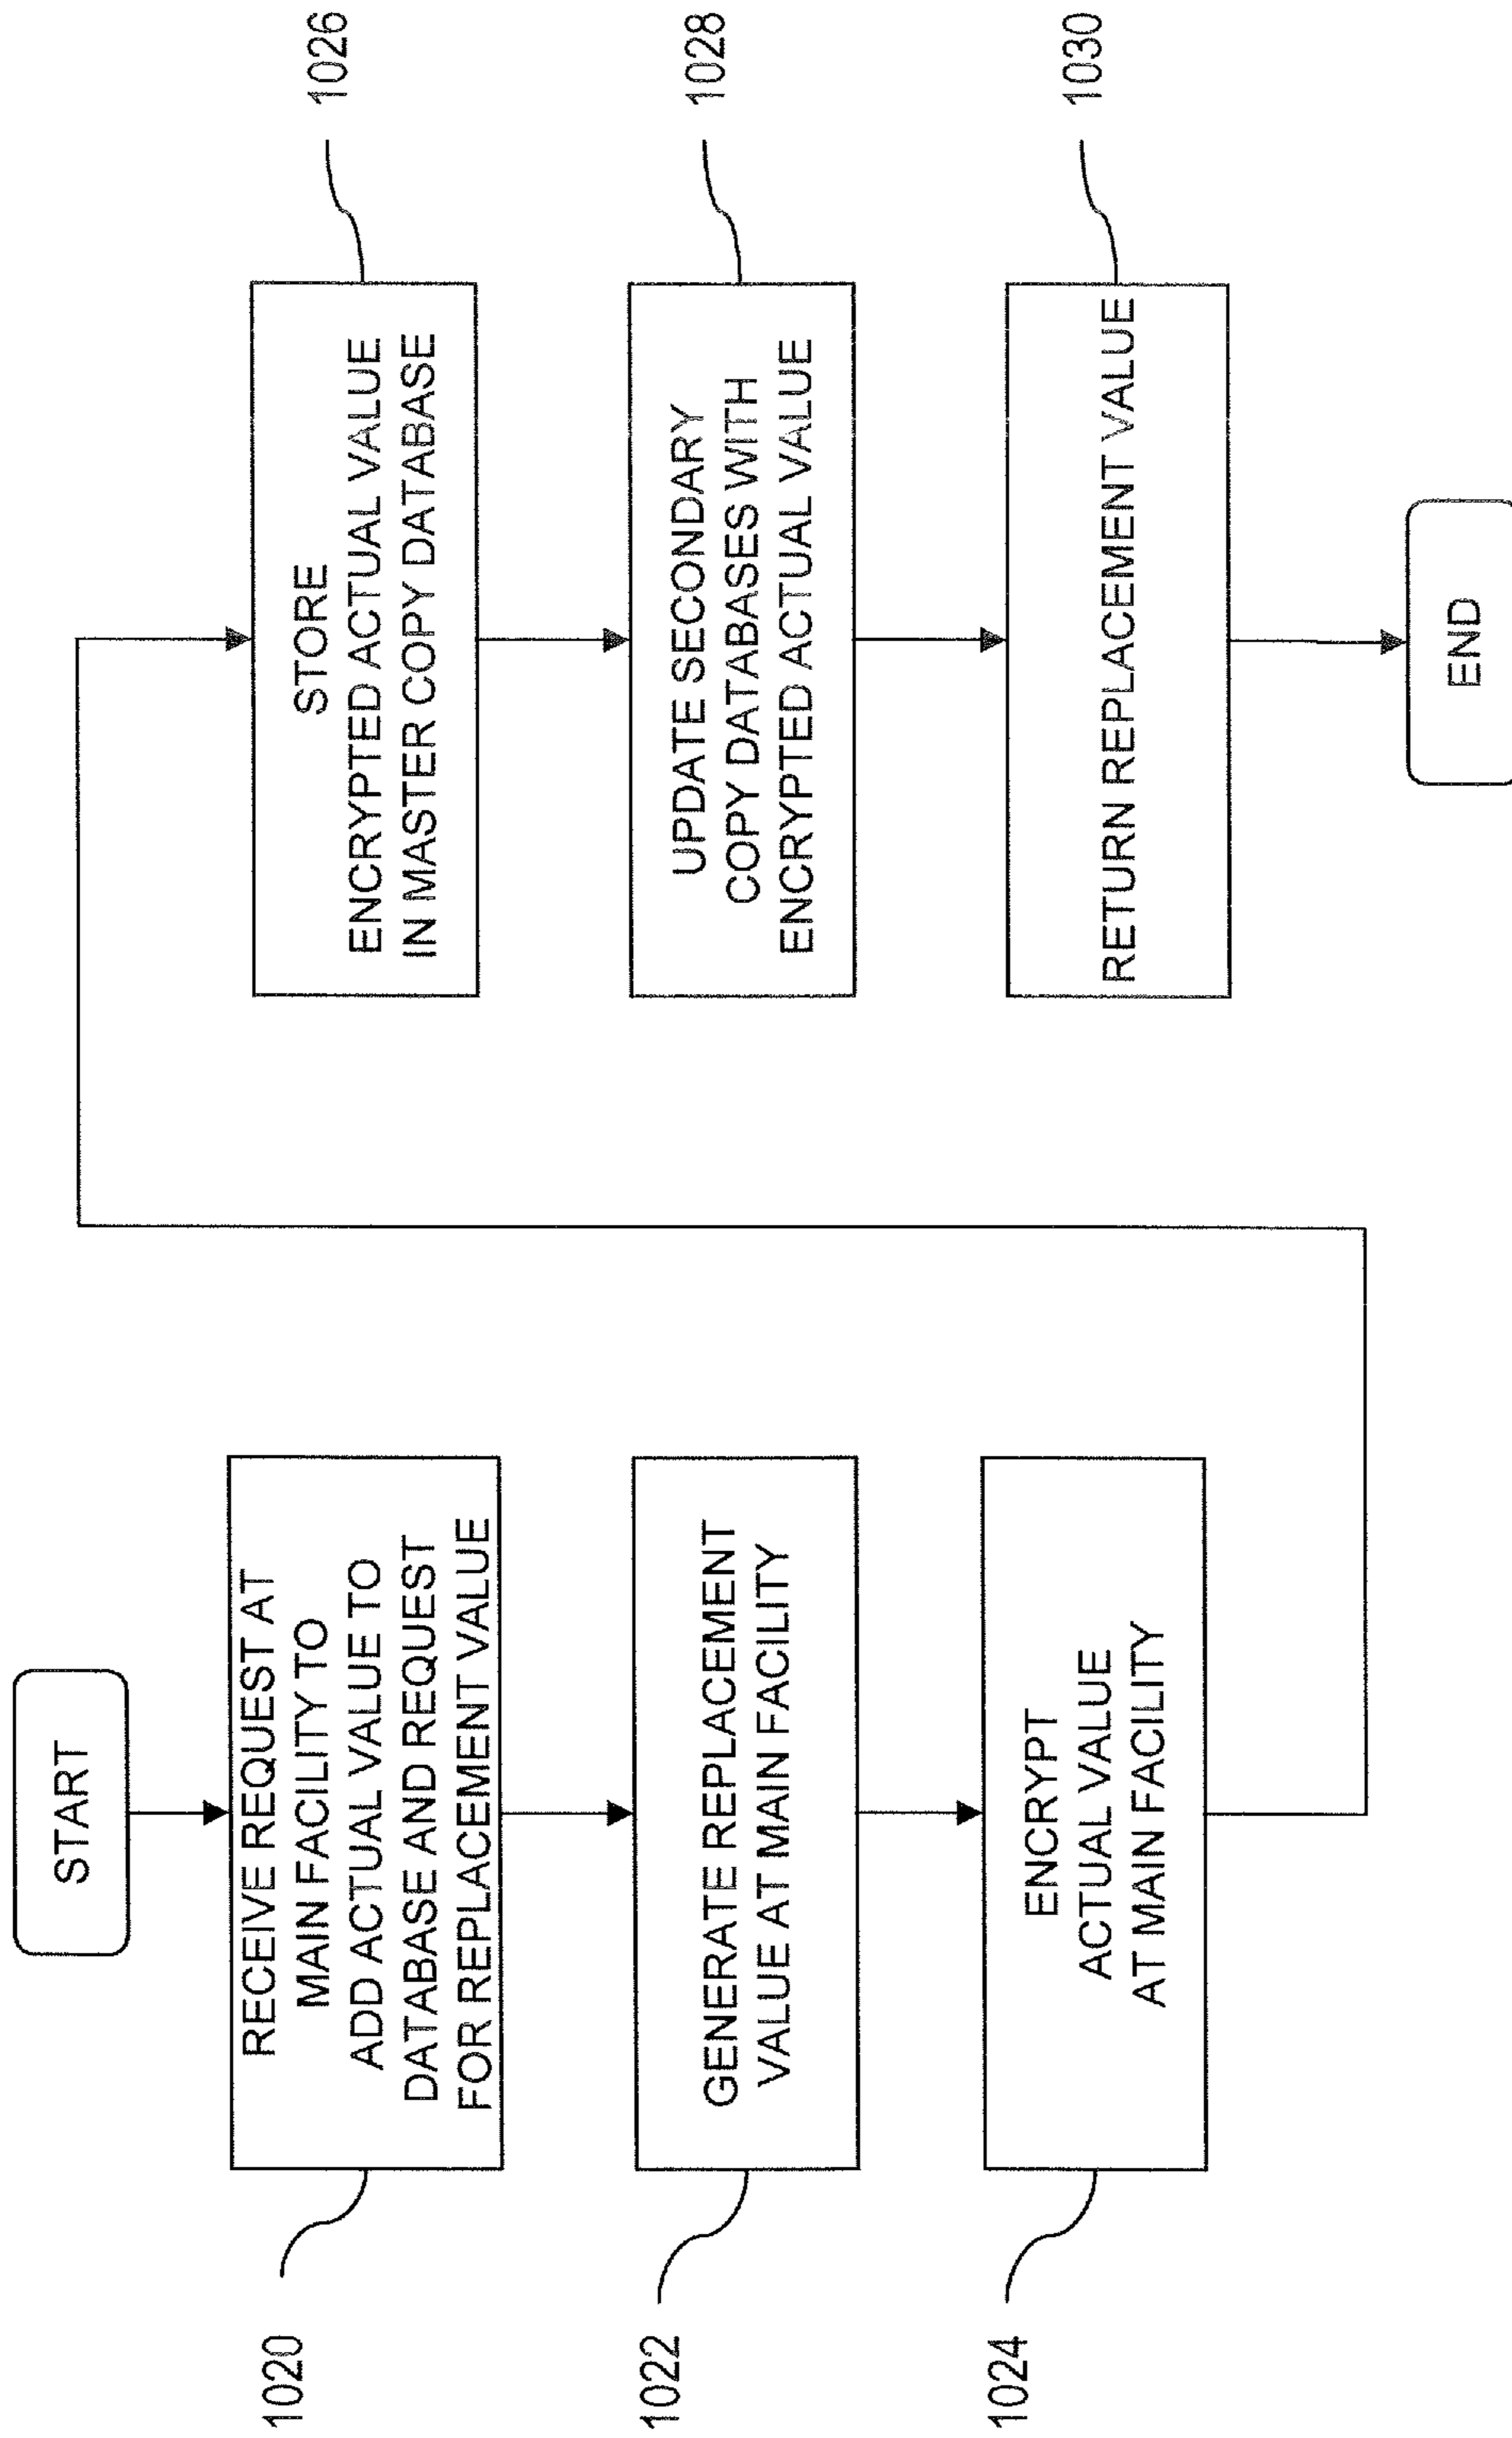 START
1020
RECEIVE REQUEST AT
MAIN FACILITY TO
ADD ACTUAL VALUE TO
DATABASE AND REQUEST
FOR REPLACEMENT VALUE
1022
GENERATE REPLACEMENT
VALUE AT MAIN FACILITY
1024
ENCRYPT
ACTUAL VALUE
AT MAIN FACILITY
STORE
ENCRYPTED ACTUAL VALUE
IN MASTER COPY DATABASE
1026
UPDATE SECONDARY
COPY DATABASES WITH
ENCRYPTED ACTUAL VALUE
1028
RETURN REPLACEMENT VALUE
1030
END